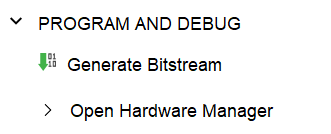 PROGRAM AND DEBUG
Generate Bitstream
Open Hardware Manager